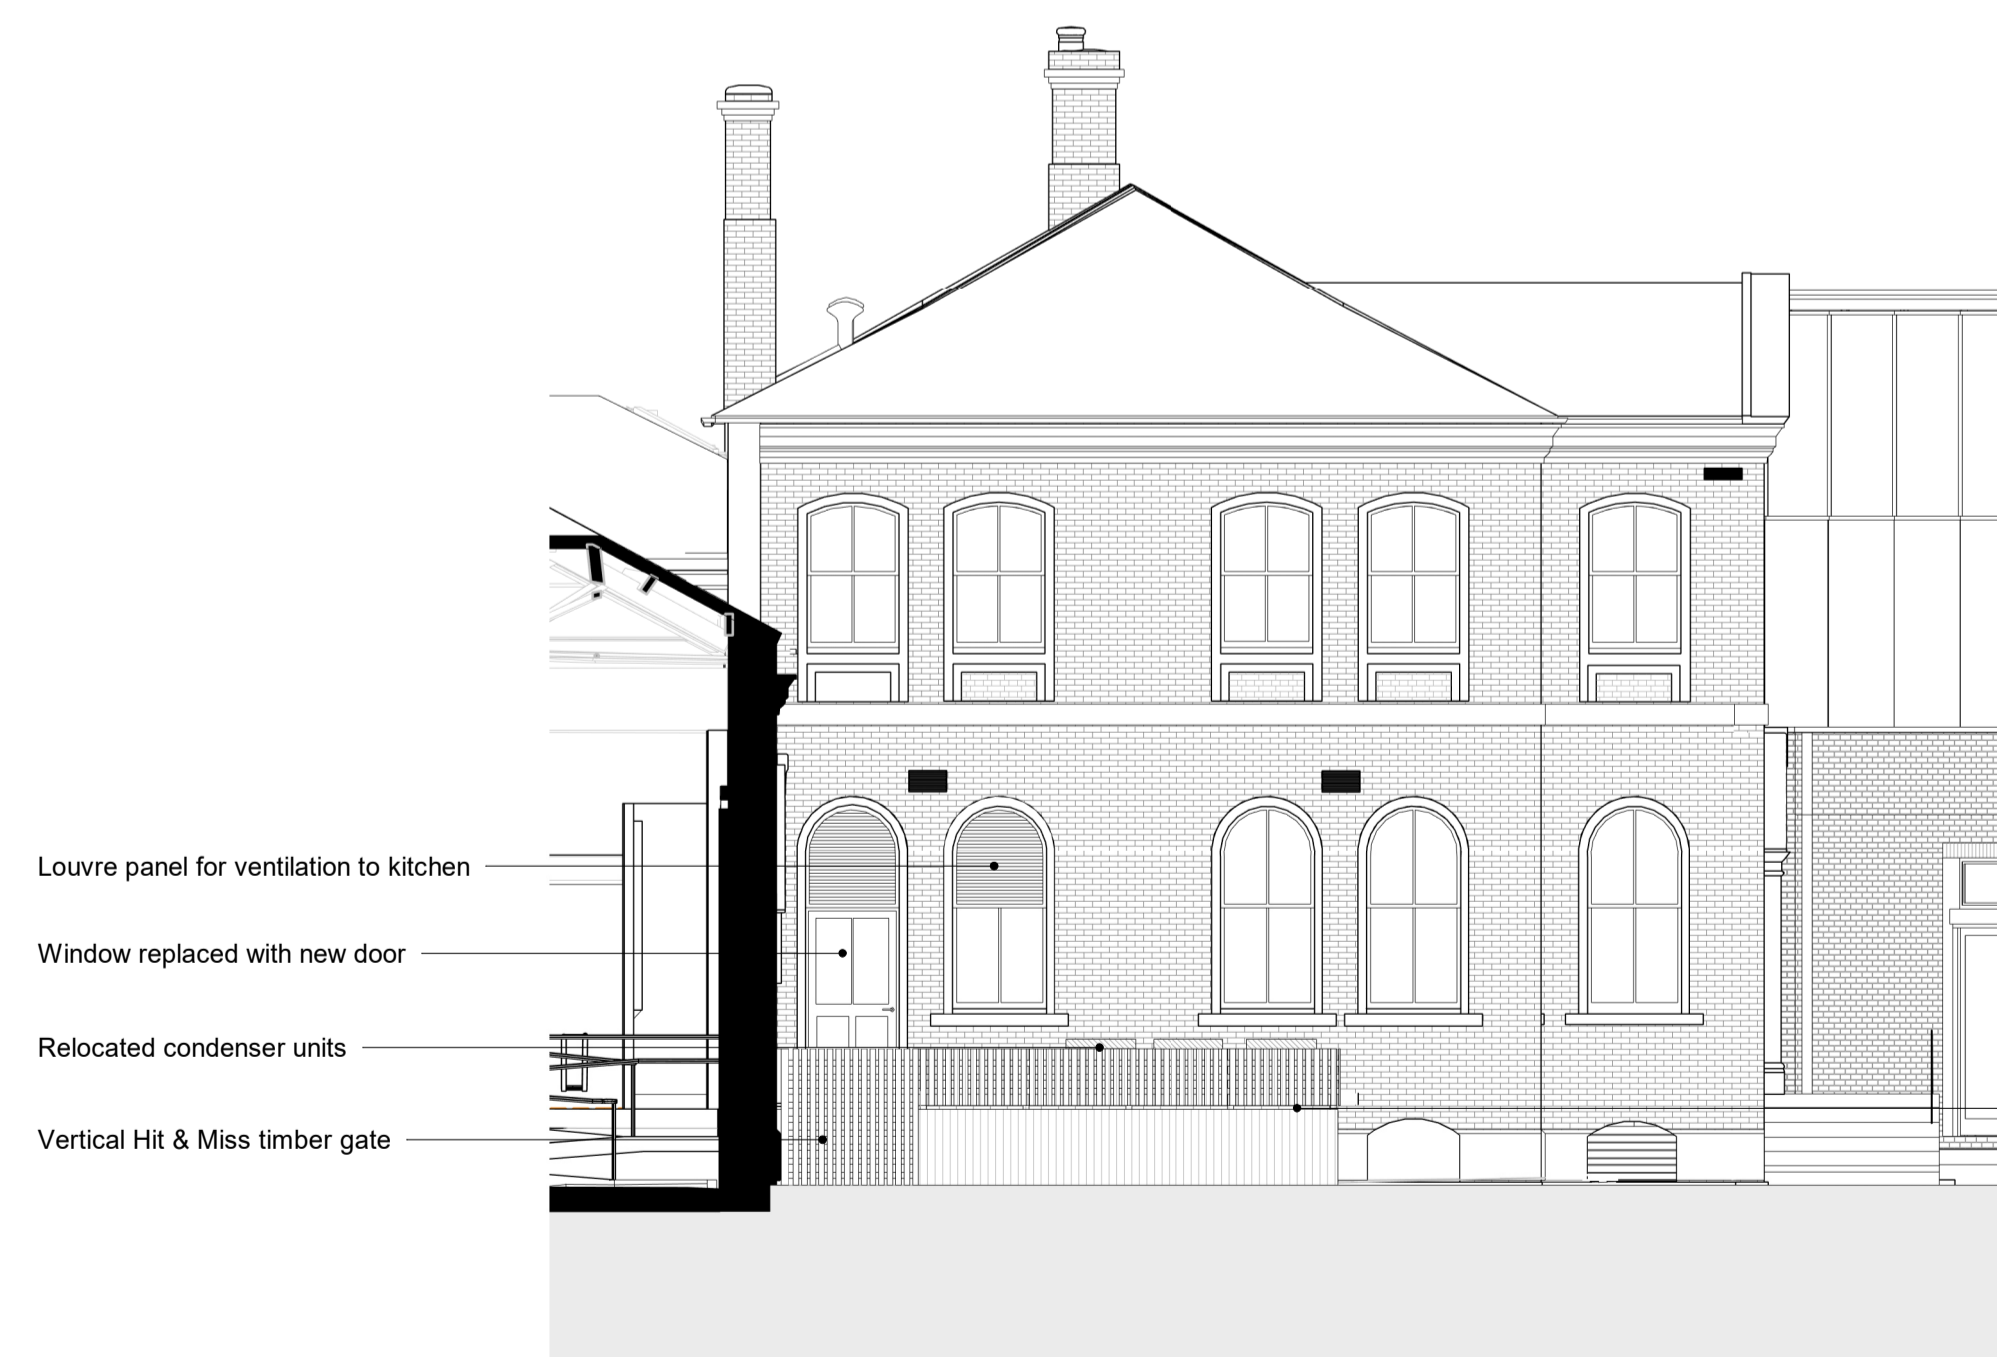 Louvre panel for ventilation to kitchen
Window replaced with new door
Relocated condenser units
Vertical Hit & Miss timber gate